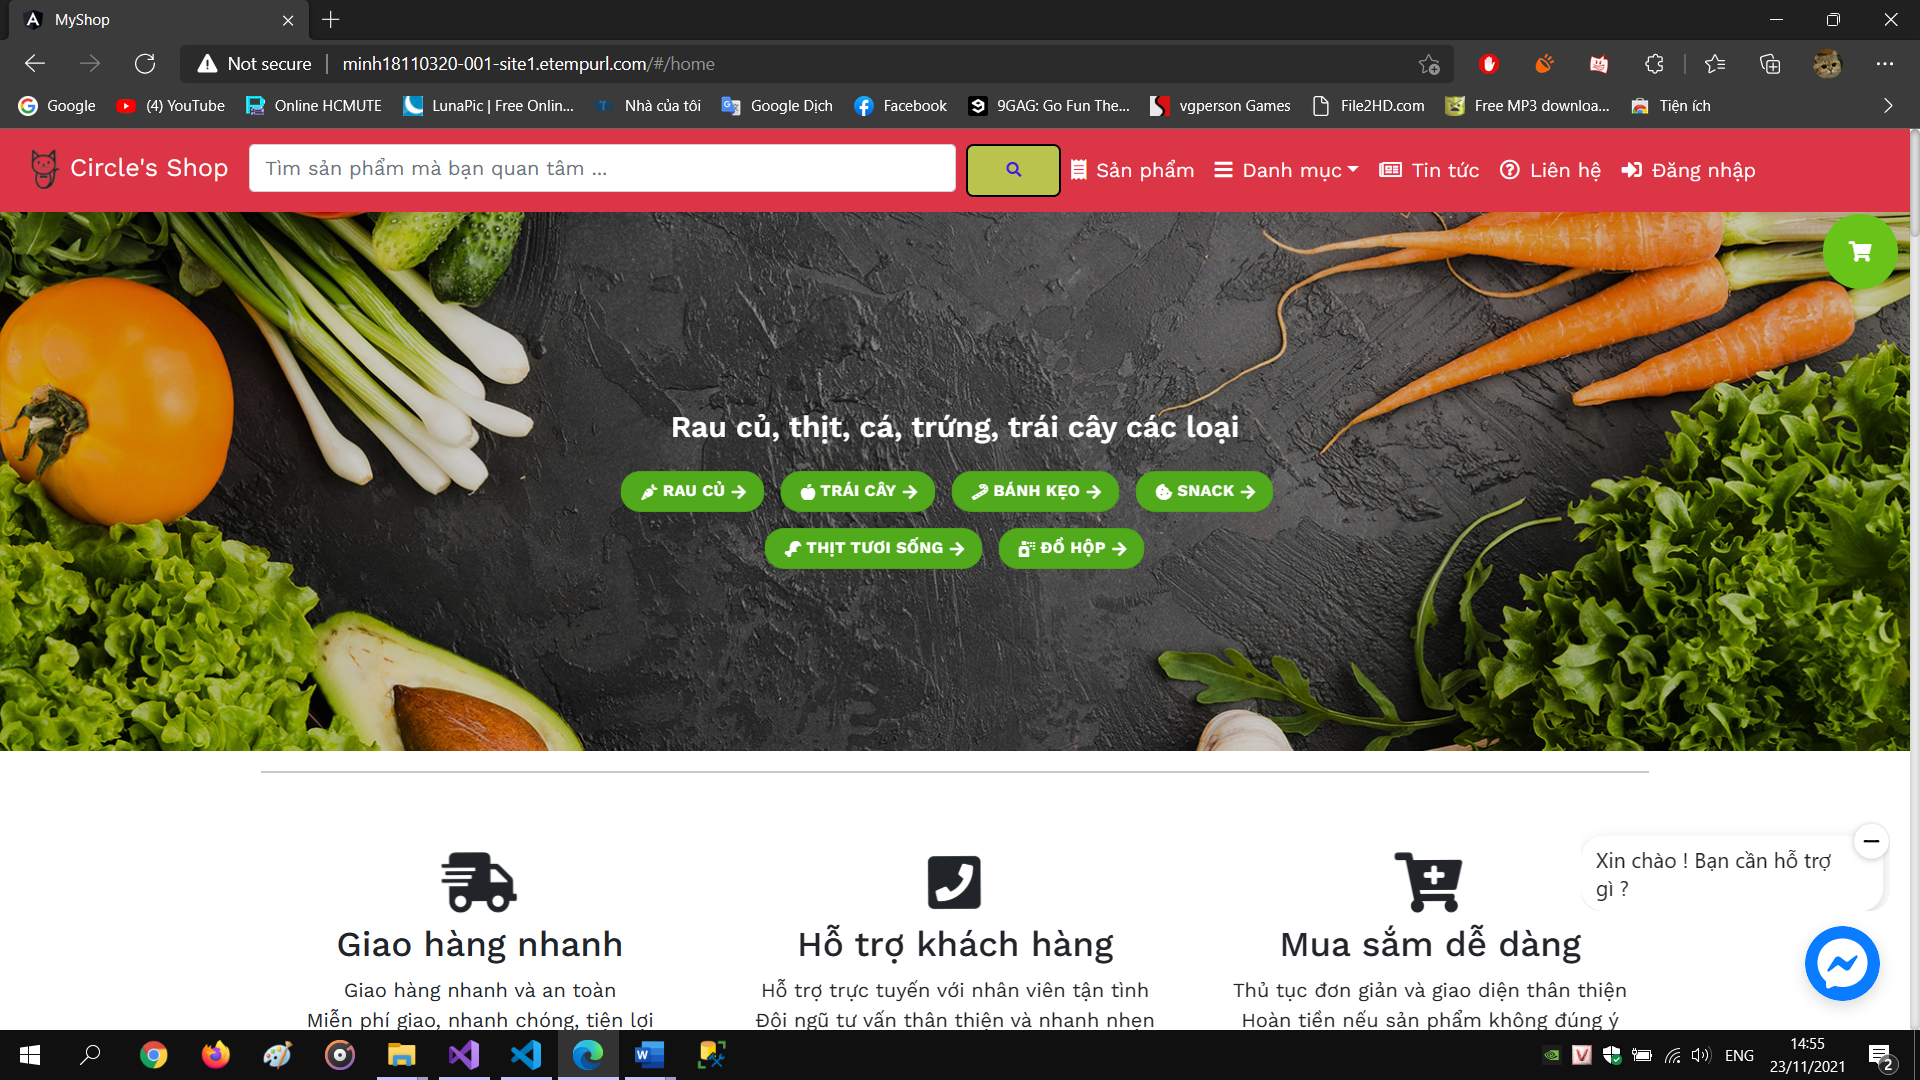 MyShop
Not secure
minh18110320-001-site1.etempurl.com/#/home
Google
(4) YouTube
Online HCMUTE
LunaPic | Free Onlin...
Nhà của tôi
Google Dịch
Facebook
9GAG: Go Fun The...
vgperson Games
File2HD.com
Free MP3 downloa...
Tiện ích
Circle's Shop
Tìm sản phẩm mà bạn quan tâm ...
Sản phẩm
Danh mục
Tin tức
Liên hệ
Đăng nhập
Rau củ, thịt, cá, trứng, trái cây các loại
RAU CỦ
TRÁI CÂY
BÁNH KẸO
SNACK
THỊT TƯƠI SỐNG
ĐỒ HỘP
Giao hàng nhanh
Giao hàng nhanh và an toàn
Miễn phí giao, nhanh chóng, tiện lợi
Hỗ trợ khách hàng
Hỗ trợ trực tuyến với nhân viên tận tình
Đội ngũ tư vấn thân thiện và nhanh nhẹn
Mua sắm dễ dàng
Thủ tục đơn giản và giao diện thân thiện
Hoàn tiền nếu sản phẩm không đúng ý
Xin chào ! Bạn cần hỗ trợ
gì ?
ENG
14:55
23/11/2021
2